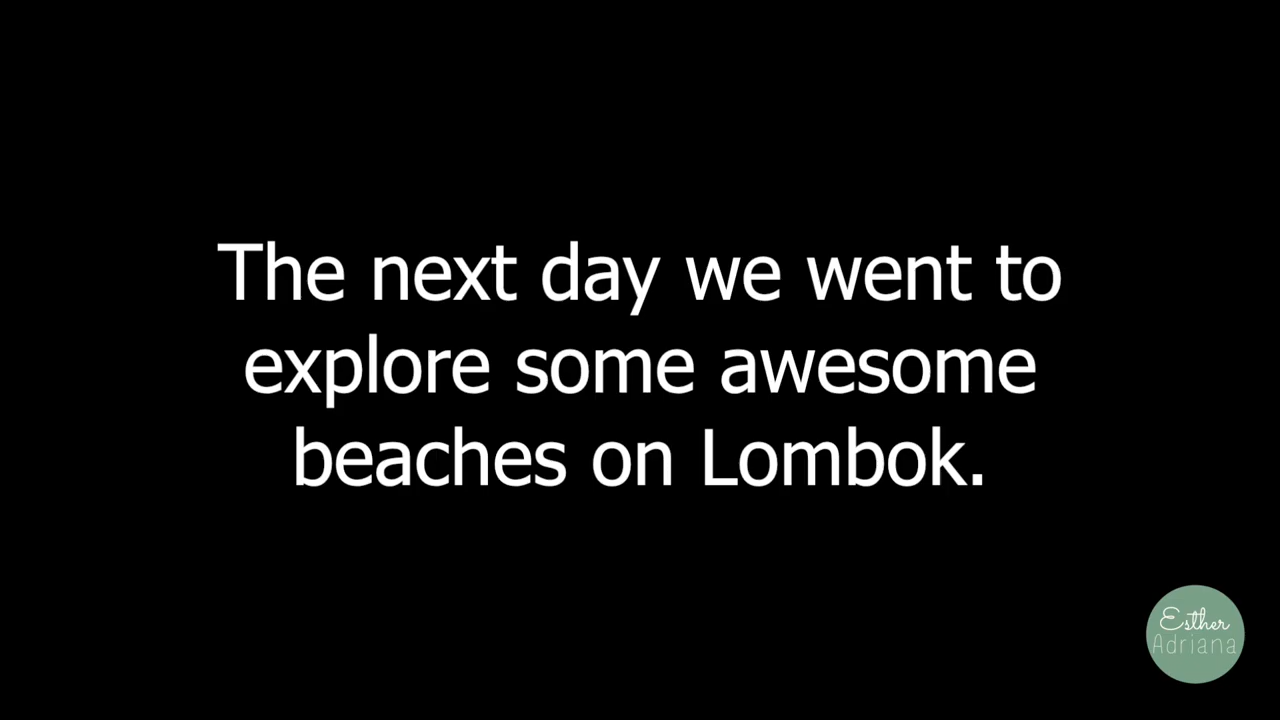 The next day we went to
explore some awesome
beaches on Lombok.
Esther
Adriana